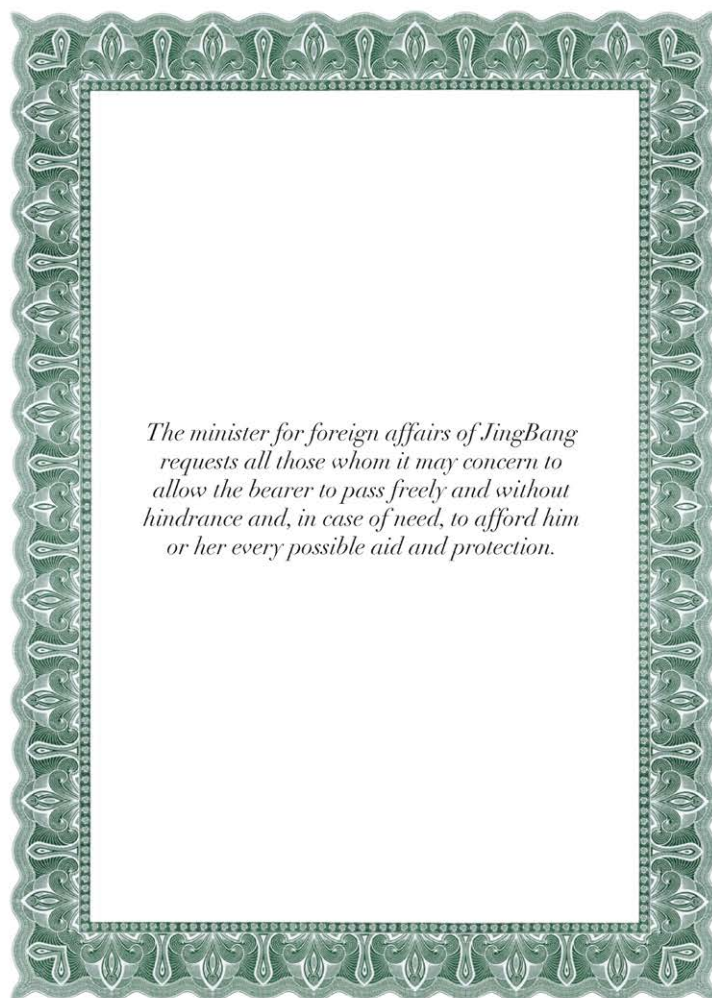 The minister for foreign affairs of JingBang
requests all those whom it may concern to
allow the bearer to pass freely and without
hindrance and, in case of need, to afford him
or her every possible aid and protection.